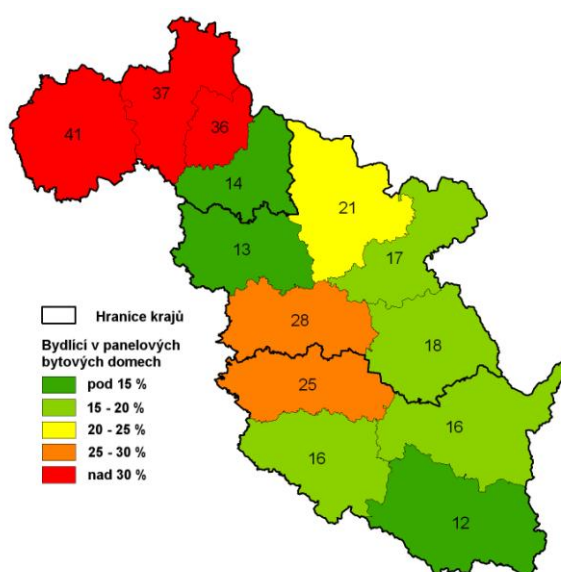 37
41
36
14
21
13
17
28
18
25
16
16
12
Hranice krajů
Bydlící v panelových
bytových domech
pod 15 %
15 - 20 %
20 - 25 %
25 - 30 %
nad 30 %